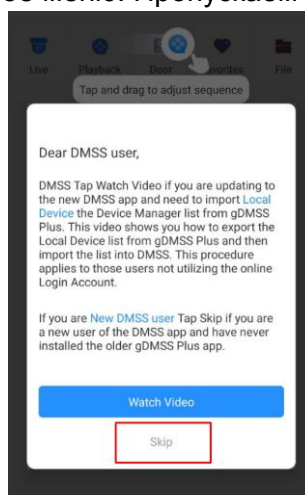 Live Playback Door Favorites File
Tap and drag to adjust sequence
Dear DMSS user,
DMSS Tap Watch Video if you are updating to
the new DMSS app and need to import Local
Device the Device Manager list from gDMSS
Plus. This video shows you how to export the
Local Device list from gDMSS Plus and then
import the list into DMSS. This procedure
applies to those users not utilizing the online
Login Account.
If you are New DMSS user Tap Skip if you are
a new user of the DMSS app and have never
installed the older gDMSS Plus app.
Watch Video
Skip